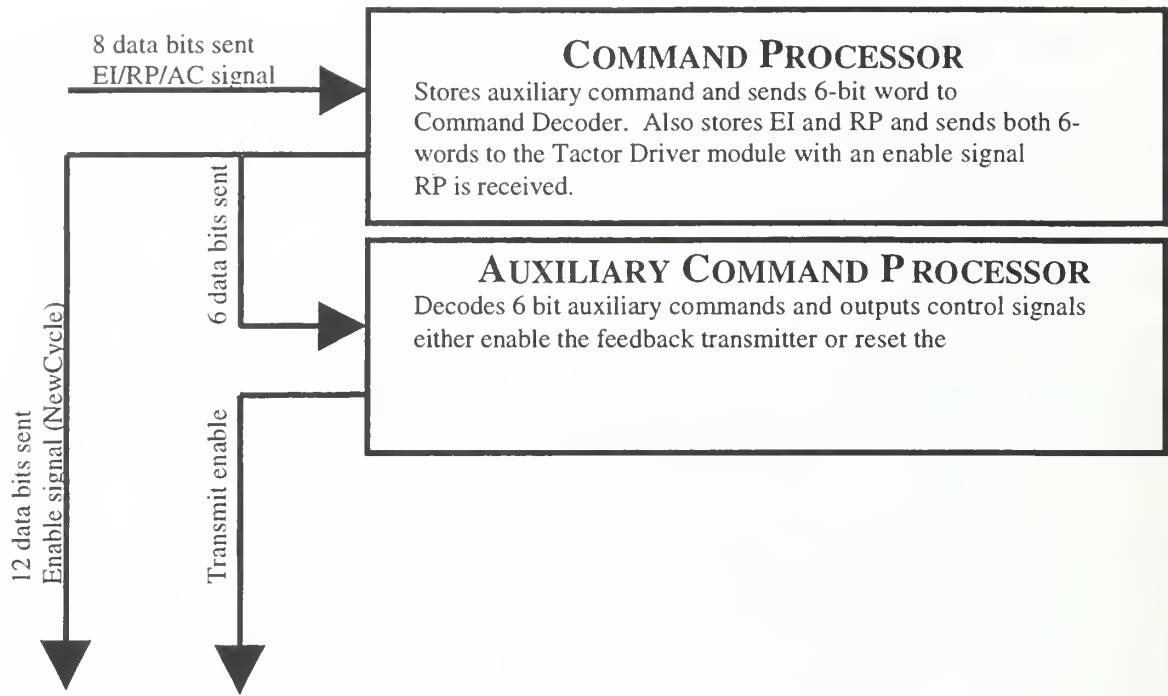 8 data bits sent
EI/RP/AC signal
COMMAND PROCESSOR
Stores auxiliary command and sends 6-bit word to
Command Decoder. Also stores EI and RP and sends both 6-
words to the Tactor Driver module with an enable signal
RP is received.
6 data bits sent
AUXILIARY COMMAND PROCESSOR
Decodes 6 bit auxiliary commands and outputs control signals
either enable the feedback transmitter or reset the
12 data bits sent
Enable signal (NewCycle)
Transmit enable